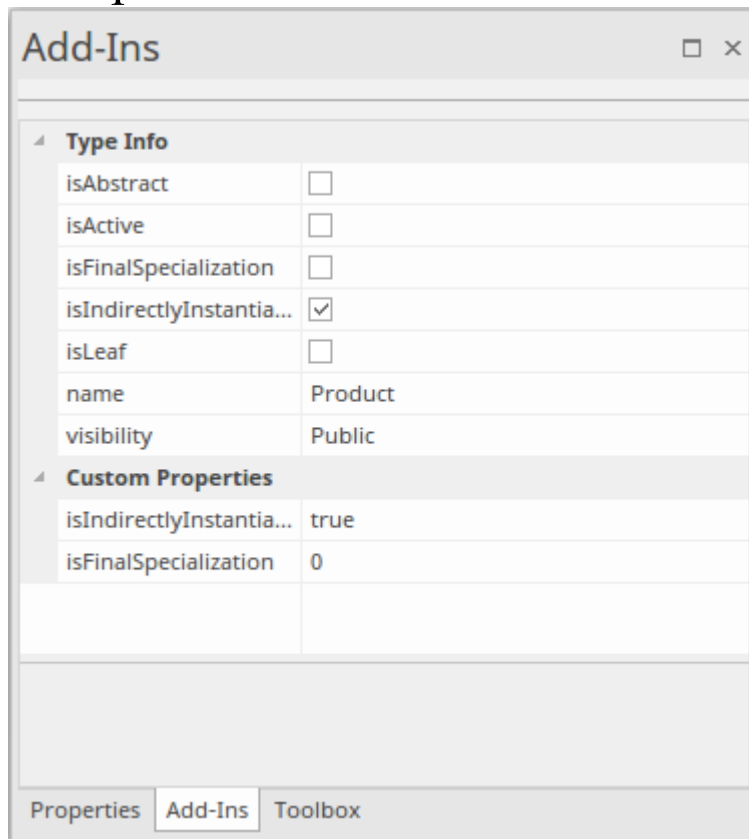 Add-Ins
Type Info
isAbstract
isActive
isFinalSpecialization
isIndirectlyInstantia...
isLeaf
name Product
visibility Public
Custom Properties
isIndirectlyInstantia... true
isFinalSpecialization 0
Properties Add-Ins Toolbox